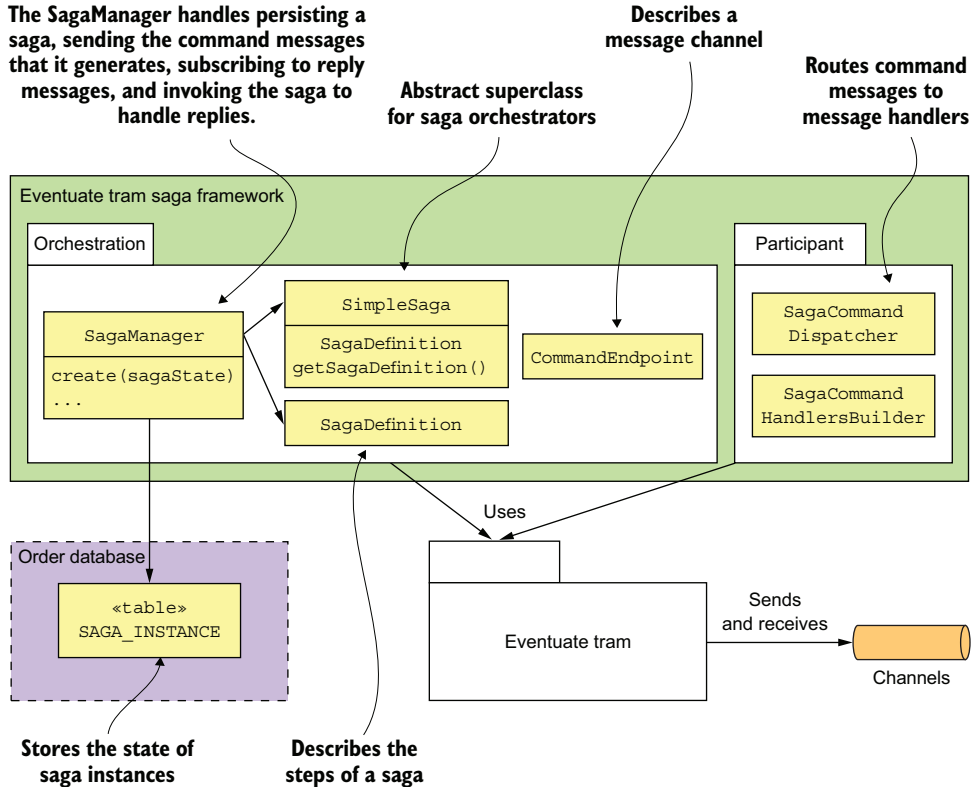 The SagaManager handles persisting a
saga, sending the command messages
that it generates, subscribing to reply
messages, and invoking the saga to
handle replies.
Abstract superclass
for saga orchestrators
Describes a
message channel
Routes command
messages to
message handlers
Eventuate tram saga framework
Orchestration
SagaManager
create(sagaState)
...
SimpleSaga
SagaDefinition
getSagaDefinition()
SagaDefinition
CommandEndpoint
Participant
SagaCommand
Dispatcher
SagaCommand
HandlersBuilder
Uses
Order database
«table»
SAGA_INSTANCE
Eventuate tram
Sends
and receives
Channels
Stores the state of
saga instances
Describes the
steps of a saga